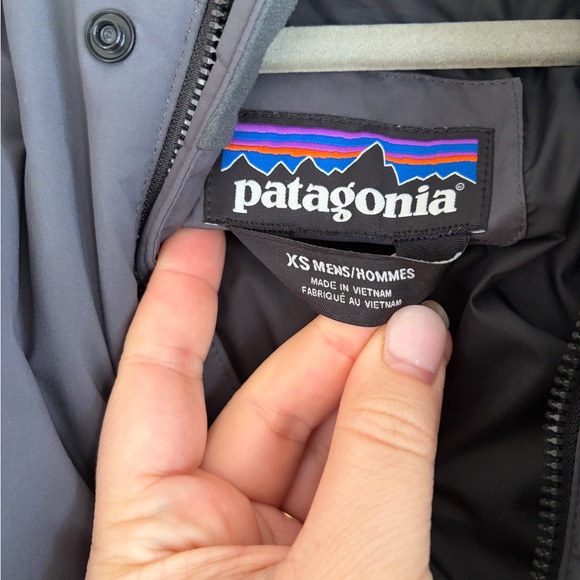 patagonia®
XS MENS/HOMMES
MADE IN VIETNAM
FABRIQUÉ AU VIETNAM